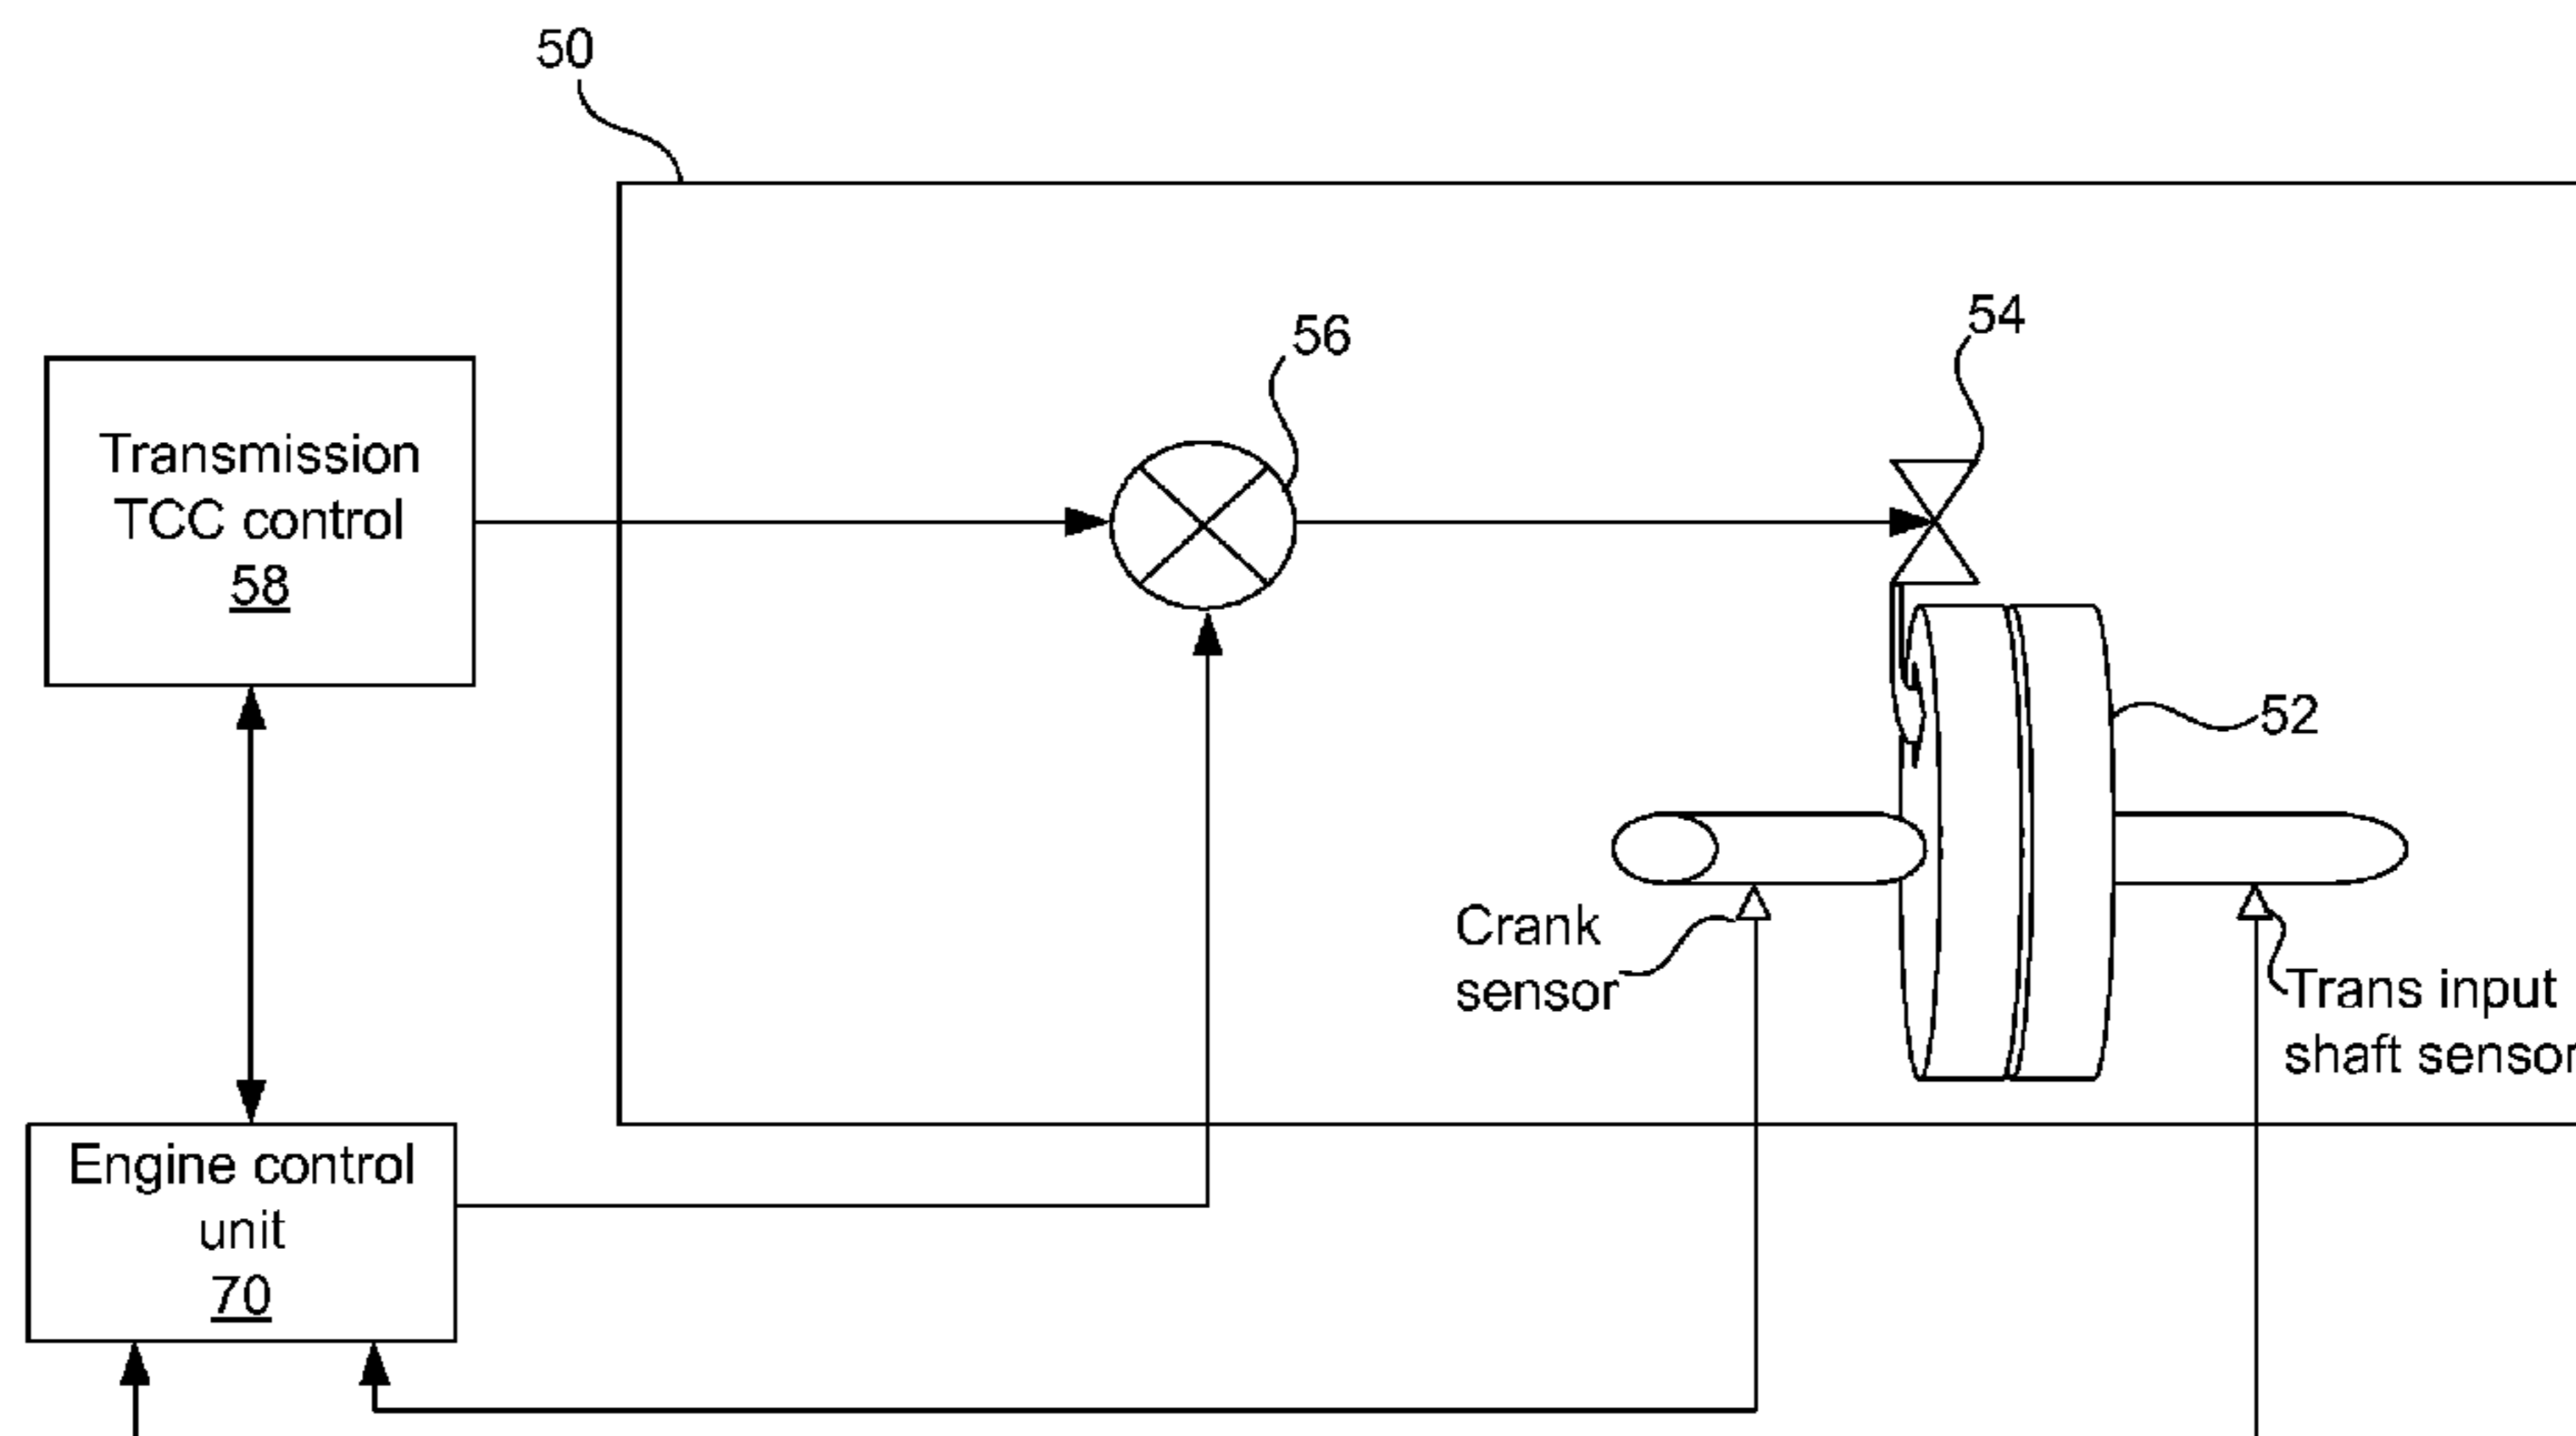 50
54
56
Transmission
TCC control
58
52
Crank
sensor
Trans input
shaft sensor
Engine control
unit
70